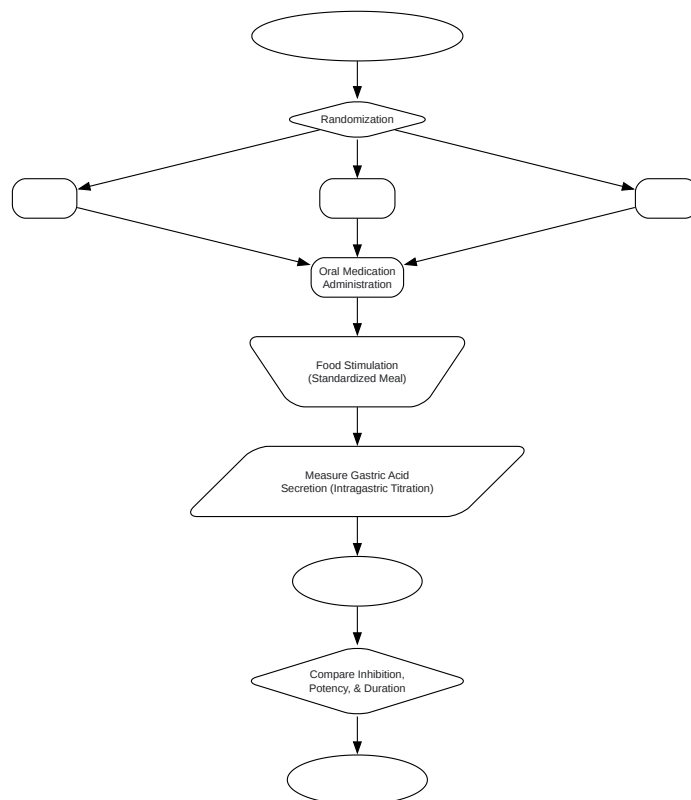 Randomization
Oral Medication
Administration
Food Stimulation
(Standardized Meal)
Measure Gastric Acid
Secretion (Intragastric Titration)
Compare Inhibition,
Potency, & Duration